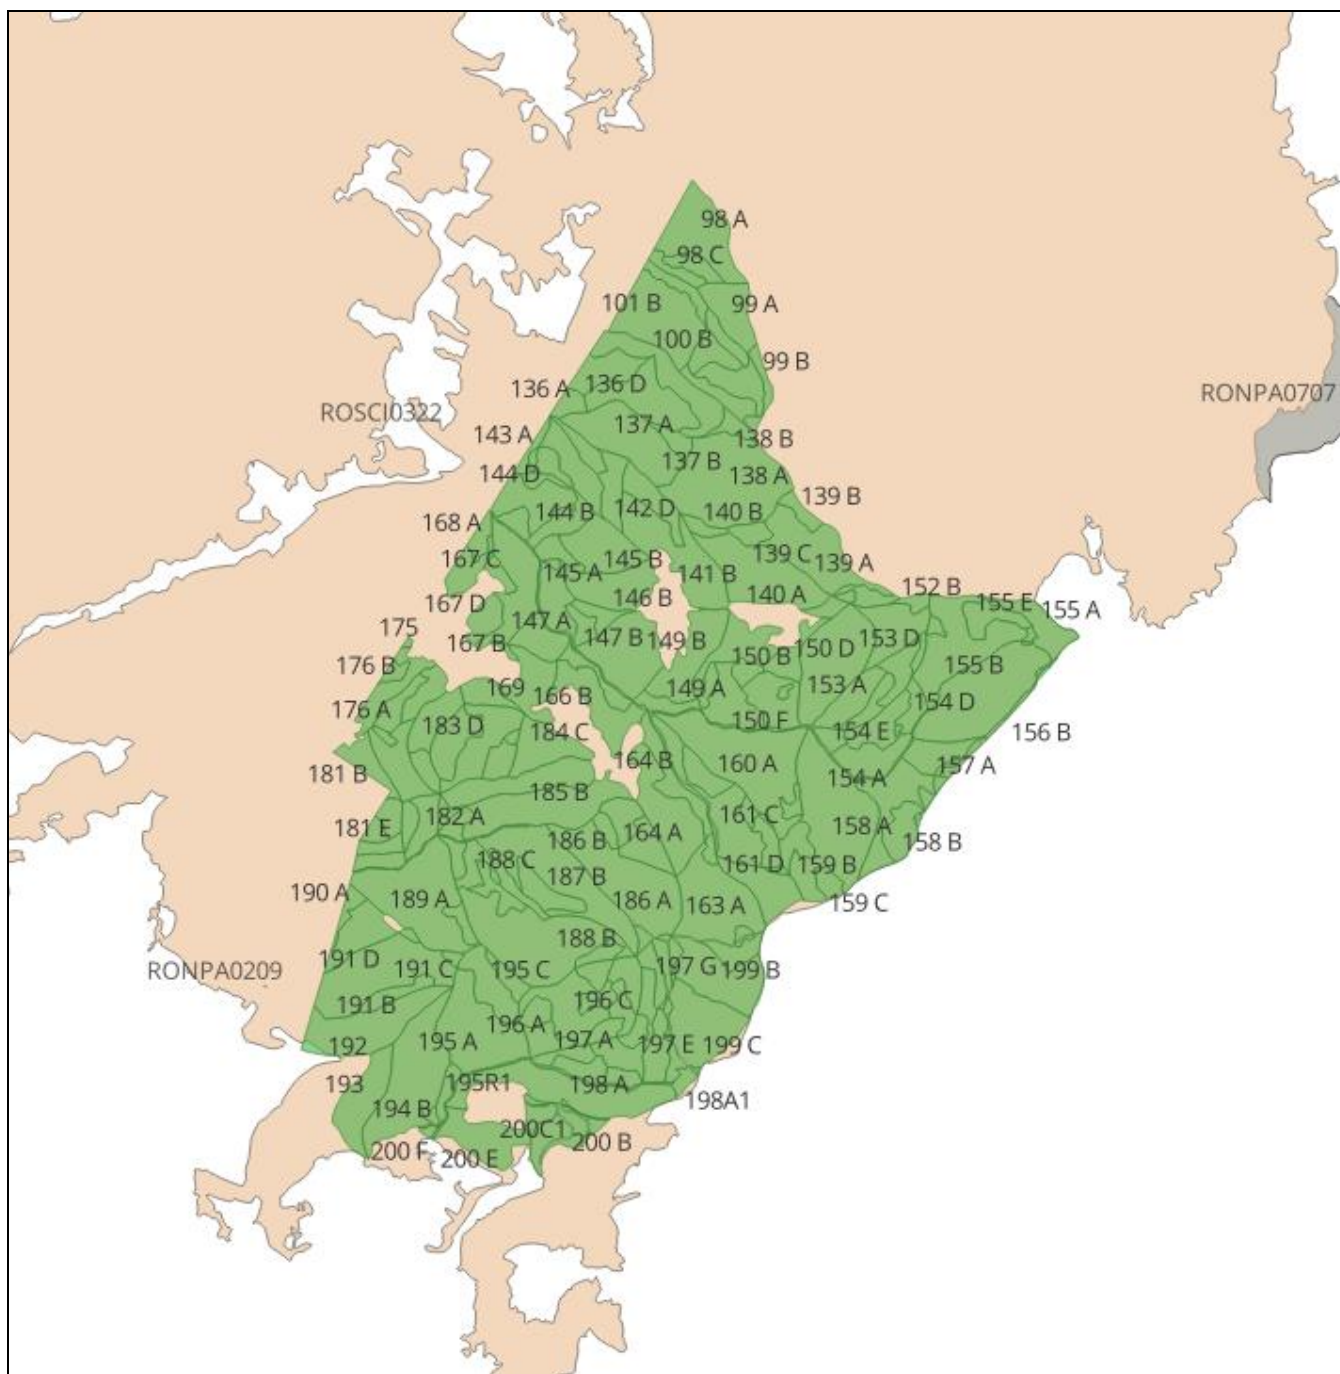 98 A
98 C
101 B
99 A
100 B
99 B
136 A
136 D
RONPA0707
ROSCI0322
137 A
143 A
138 B
137 B
144 D
138 A
139 B
144 B
142 D
140 B
168 A
167 C
145 B
139 C
139 A
145 A
141 B
152 B
146 B
140 A
167 D
155 E
155 A
147 A
175
167 B
147 B
149 B
150 D
153 D
150 B
176 B
155 B
169
166 B
149 A
153 A
154 D
176 A
183 D
184 C
150 F
154 E
156 B
181 B
164 B
160 A
154 A
157 A
185 B
182 A
161 C
181 E
186 B
164 A
158 A
158 B
188 C
187 B
161 D
159 B
190 A
189 A
186 A
163 A
159 C
188 B
191 D
RONPA0209
191 C
195 C
197 G
199 B
191 B
196 C
196 A
192
195 A
197 A
197 E
199 C
193
195R1
198 A
198A1
194 B
200C1
200 B
200 F
200 E